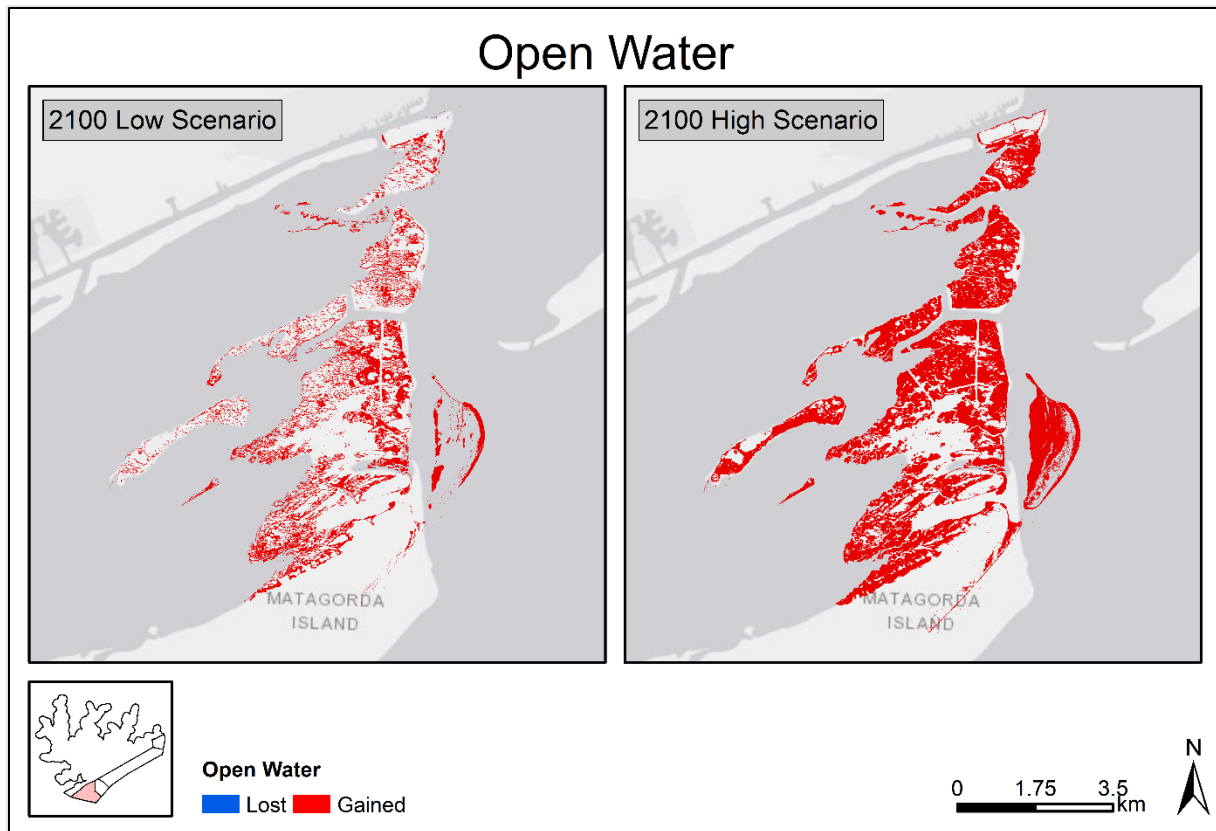 Open Water
2100 Low Scenario
2100 High Scenario
MATAGORDA
ISLAND
MATAGORDA
ISLAND
Open Water
Lost Gained
0 1.75 3.5
km
N